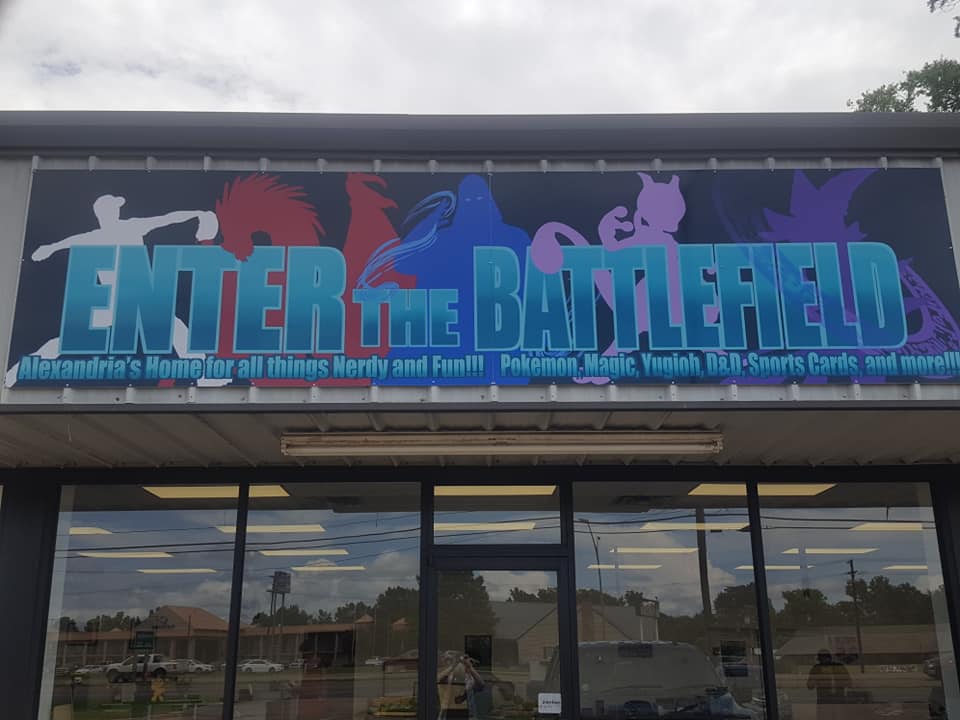 ENTER THE BATTLEFIELD
Alexandria's Home for all things Nerdy and Fun!!! Pokemon, Magic, Yugioh, D&D, Sports Cards, and more!!!